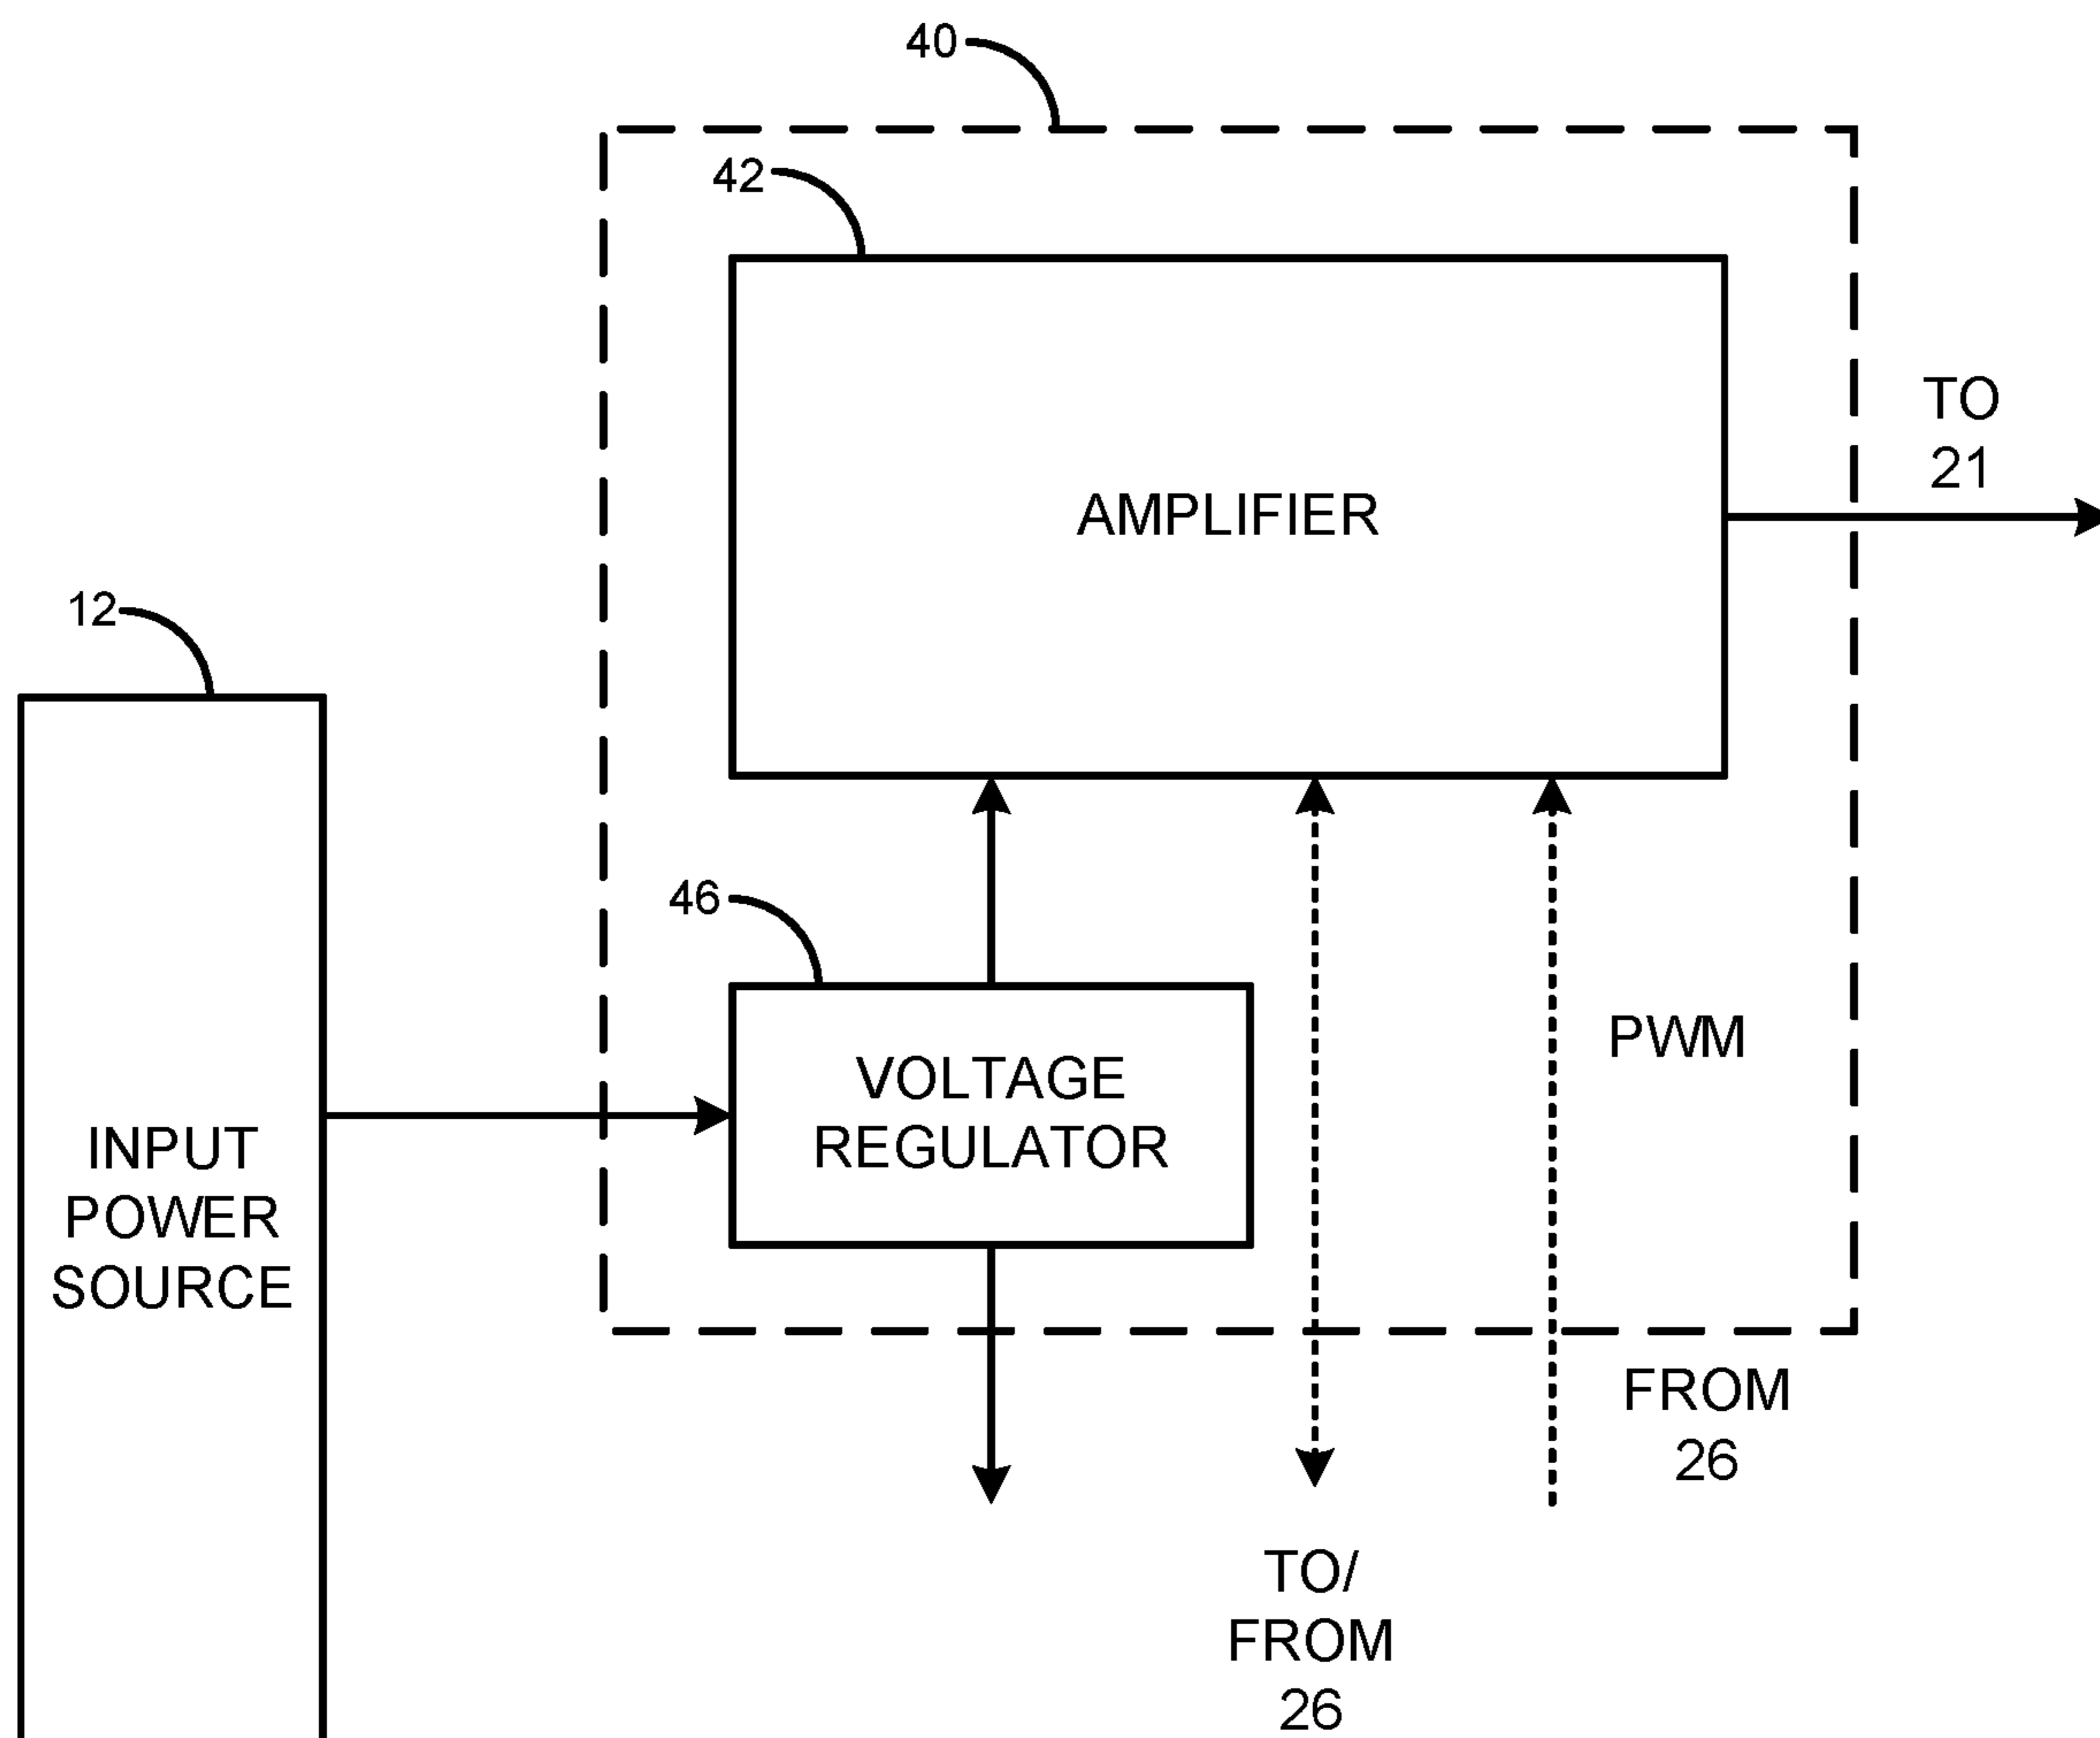 40
42
AMPLIFIER
TO
21
12
46
VOLTAGE
REGULATOR
PWM
INPUT
POWER
SOURCE
FROM
26
TO/
FROM
26